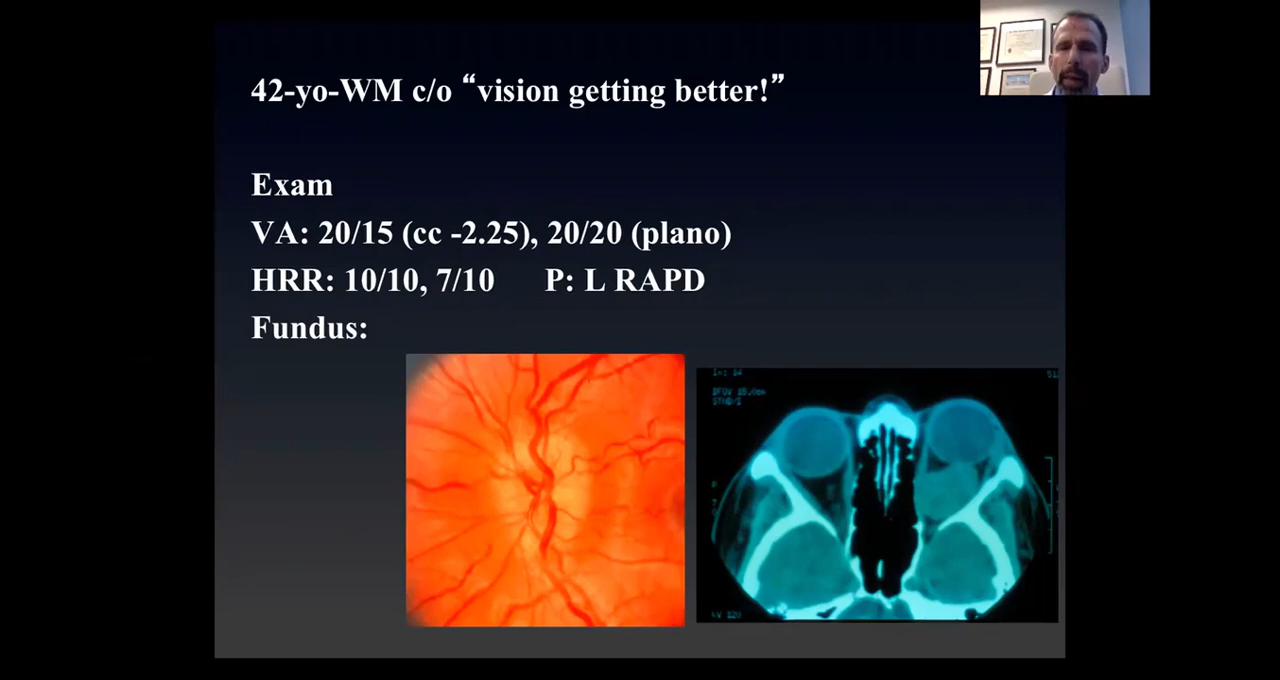 42-yo-WM c/o “vision getting better!”
Exam
VA: 20/15 (cc -2.25), 20/20 (plano)
HRR: 10/10, 7/10 P: L RAPD
Fundus: